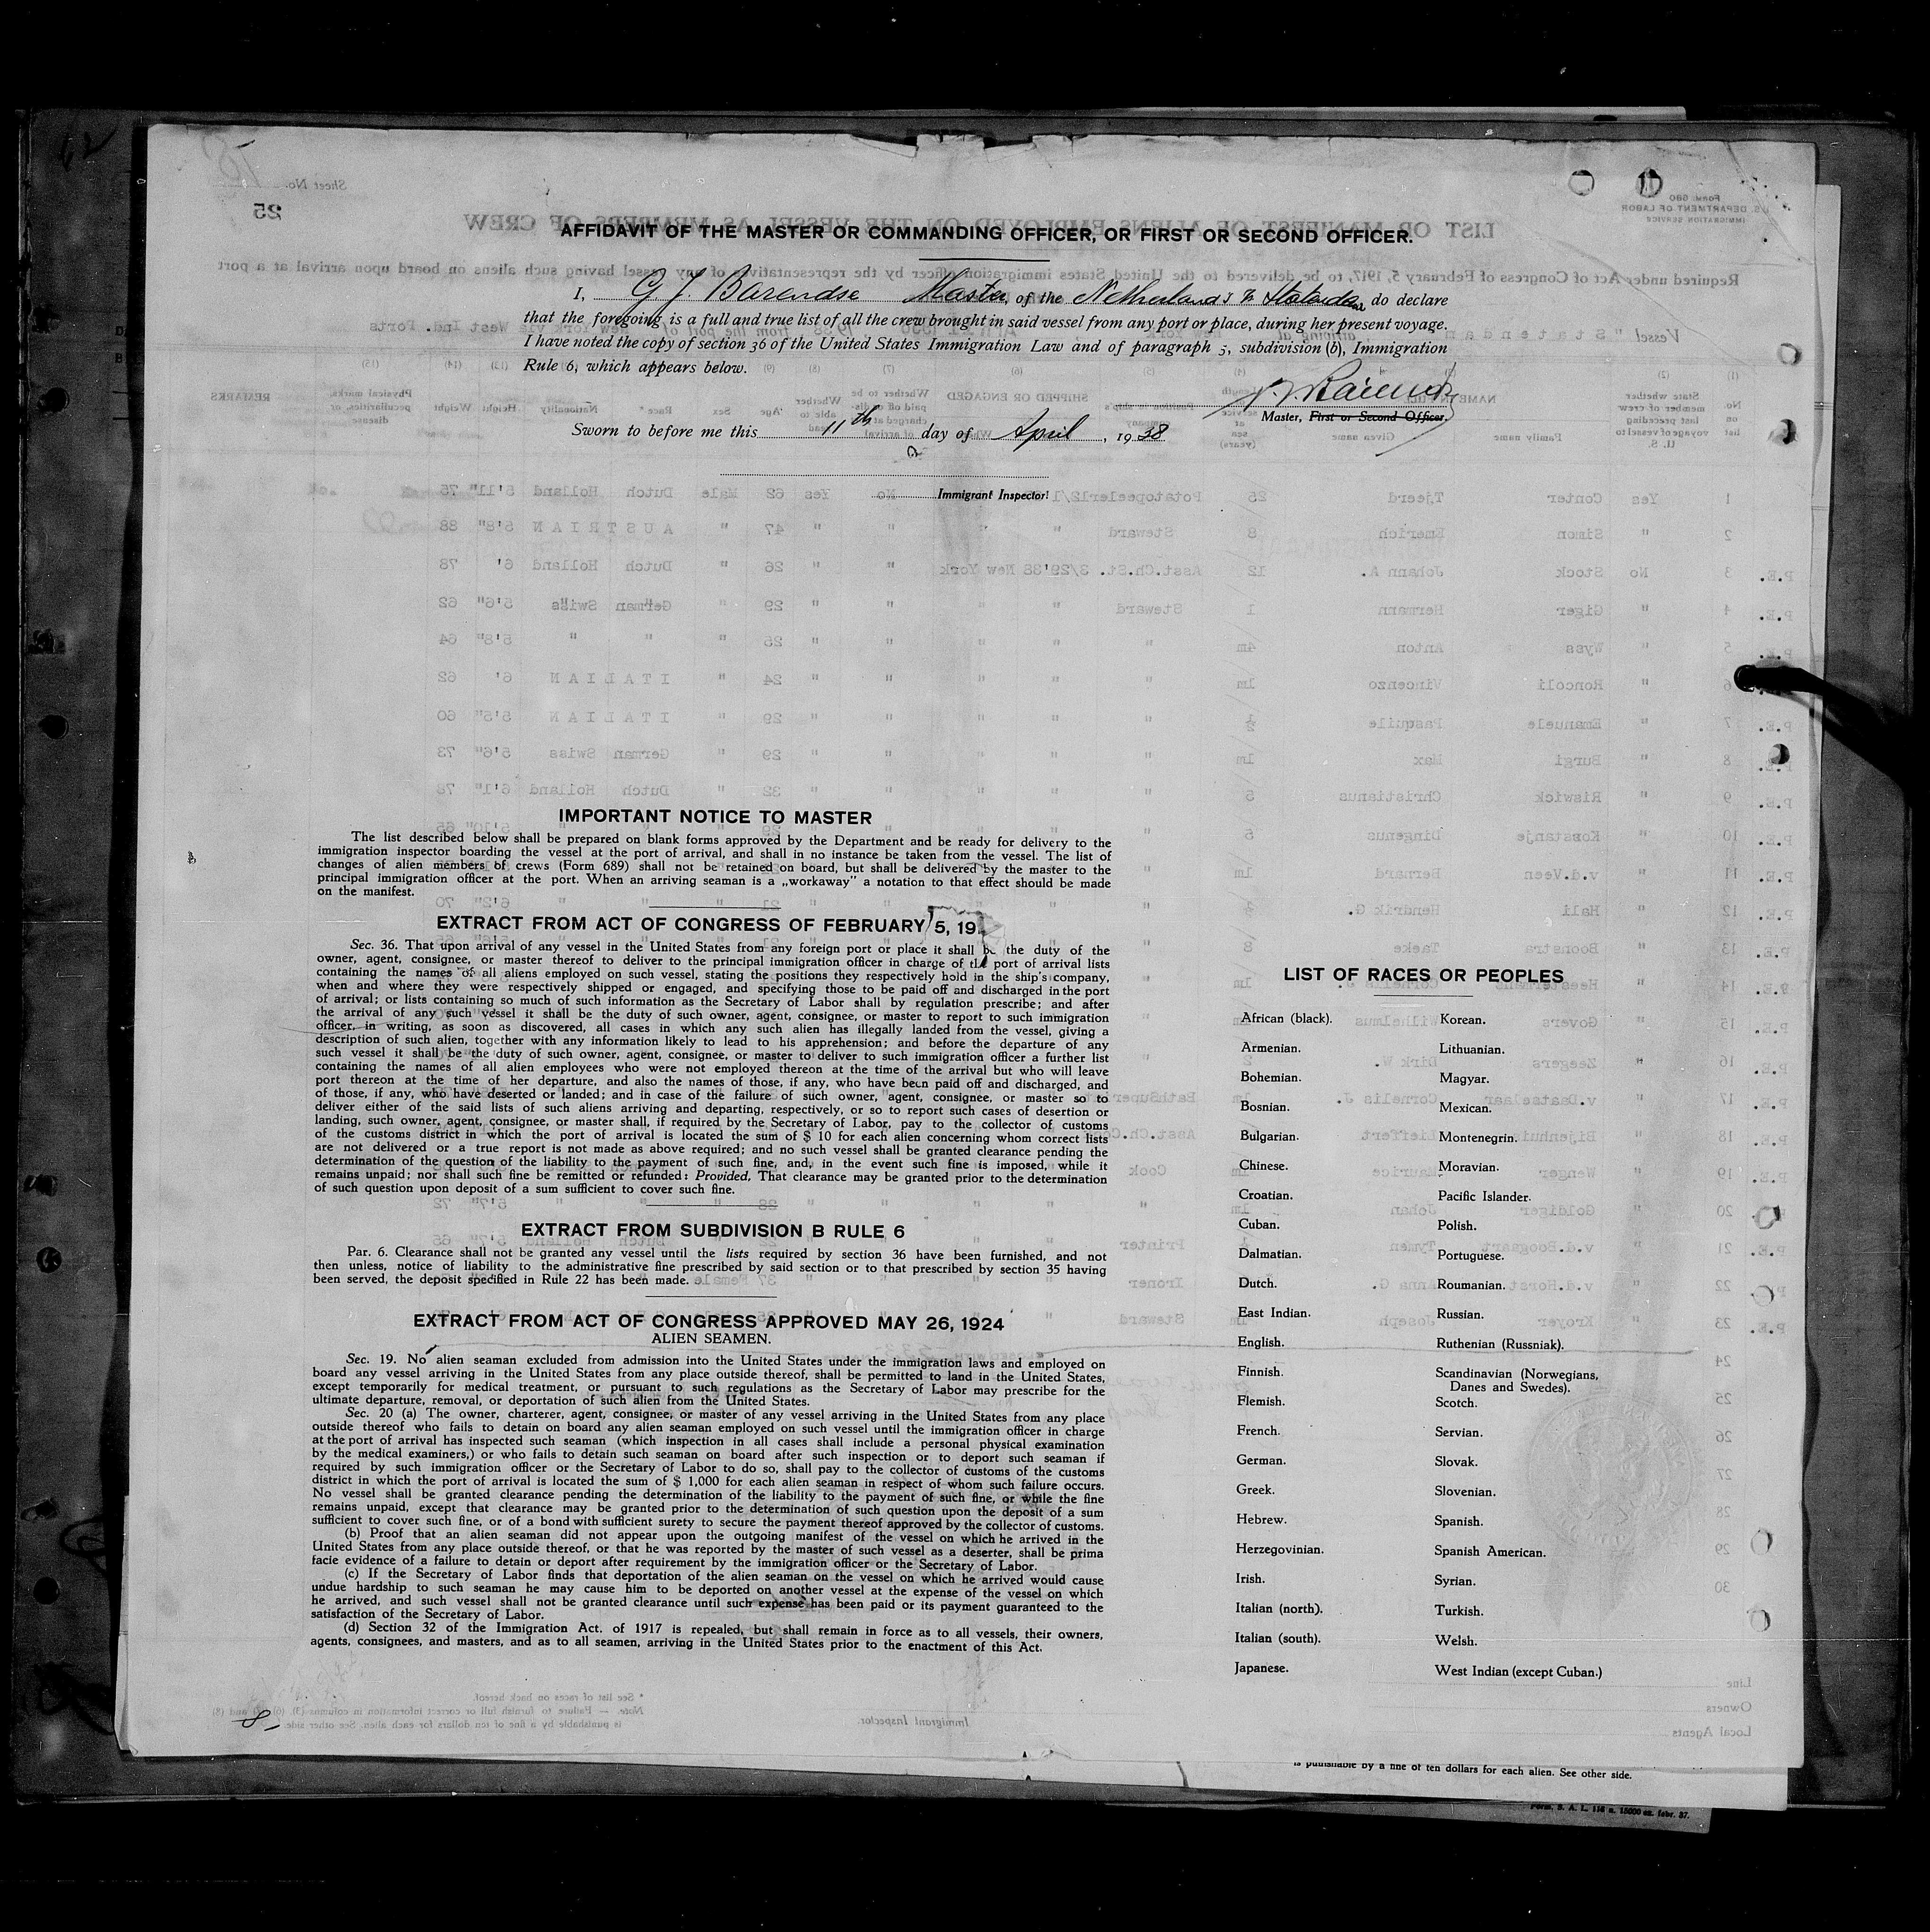 AFFIDAVIT OF THE MASTER OR COMMANDING OFFICER, OR FIRST OR SECOND OFFICER.
I, G J. Barendse Master of the Netherland s do declare
that the foregoing is a full and true list of all the crew brought in said vessel from any port or place, during her present voyage.
I have noted the copy of section 36 of the United States Immigration Law and of paragraph 5, subdivision (b), Immigration
Rule 6, which appears below.
Master, First or Second Officer.
Sworn to before me this 11th day of April, 1938
Immigrant Inspector.
IMPORTANT NOTICE TO MASTER
The list described below shall be prepared on blank forms approved by the Department and be ready for delivery to the
immigration inspector boarding the vessel at the port of arrival, and shall in no instance be taken from the vessel. The list of
changes of alien members of crews (Form 689) shall not be retained on board, but shall be delivered by the master to the
principal immigration officer at the port. When an arriving seaman is a „workaway” a notation to that effect should be made
on the manifest.
EXTRACT FROM ACT OF CONGRESS OF FEBRUARY 5, 19
Sec. 36. That upon arrival of any vessel in the United States from any foreign port or place it shall be the duty of the
owner, agent, consignee, or master thereof to deliver to the principal immigration officer in charge of the port of arrival lists
containing the names of all aliens employed on such vessel, stating the positions they respectively hold in the ship's company,
when and where they were respectively shipped or engaged, and specifying those to be paid off and discharged in the port
of arrival; or lists containing so much of such information as the Secretary of Labor shall by regulation prescribe; and after
the arrival of any such vessel it shall be the duty of such owner, agent, consignee, or master to report to such immigration
officer, in writing, as soon as discovered, all cases in which any such alien has illegally landed from the vessel, giving a
description of such alien, together with any information likely to lead to his apprehension; and before the departure of any
such vessel it shall be the duty of such owner, agent, consignee, or master to deliver to such immigration officer a further list
containing the names of all alien employees who were not employed thereon at the time of the arrival but who will leave
port thereon at the time of her departure, and also the names of those, if any, who have been paid off and discharged, and
of those, if any, who have deserted or landed; and in case of the failure of such owner, agent, consignee, or master so to
deliver either of the said lists of such aliens arriving and departing, respectively, or so to report such cases of desertion or
landing, such owner, agent, consignee, or master shall, if required by the Secretary of Labor, pay to the collector of customs
of the customs district in which the port of arrival is located the sum of $ 10 for each alien concerning whom correct lists
are not delivered or a true report is not made as above required; and no such vessel shall be granted clearance pending the
determination of the question of the liability to the payment of such fine, and, in the event such fine is imposed, while it
remains unpaid; nor shall such fine be remitted or refunded: Provided, That clearance may be granted prior to the determination
of such question upon deposit of a sum sufficient to cover such fine.
EXTRACT FROM SUBDIVISION B RULE 6
Par. 6. Clearance shall not be granted any vessel until the lists required by section 36 have been furnished, and not
then unless, notice of liability to the administrative fine prescribed by said section or to that prescribed by section 35 having
been served, the deposit specified in Rule 22 has been made.
EXTRACT FROM ACT OF CONGRESS APPROVED MAY 26, 1924
ALIEN SEAMEN.
Sec. 19. No alien seaman excluded from admission into the United States under the immigration laws and employed on
board any vessel arriving in the United States from any place outside thereof, shall be permitted to land in the United States,
except temporarily for medical treatment, or pursuant to such regulations as the Secretary of Labor may prescribe for the
ultimate departure, removal, or deportation of such alien from the United States.
Sec. 20 (a) The owner, charterer, agent, consignee, or master of any vessel arriving in the United States from any place
outside thereof who fails to detain on board any alien seaman employed on such vessel until the immigration officer in charge
at the port of arrival has inspected such seaman (which inspection in all cases shall include a personal physical examination
by the medical examiners,) or who fails to detain such seaman on board after such inspection or to deport such seaman if
required by such immigration officer or the Secretary of Labor to do so, shall pay to the collector of customs of the customs
district in which the port of arrival is located the sum of $ 1,000 for each alien seaman in respect of whom such failure occurs.
No vessel shall be granted clearance pending the determination of the liability to the payment of such fine, or while the fine
remains unpaid, except that clearance may be granted prior to the determination of such question upon the deposit of a sum
sufficient to cover such fine, or of a bond with sufficient surety to secure the payment thereof approved by the collector of customs.
(b) Proof that an alien seaman did not appear upon the outgoing manifest of the vessel on which he arrived in the
United States from any place outside thereof, or that he was reported by the master of such vessel as a deserter, shall be prima
facie evidence of a failure to detain or deport after requirement by the immigration officer or the Secretary of Labor.
(c) If the Secretary of Labor finds that deportation of the alien seaman on the vessel on which he arrived would cause
undue hardship to such seaman he may cause him to be deported on another vessel at the expense of the vessel on which
he arrived, and such vessel shall not be granted clearance until such expense has been paid or its payment guaranteed to the
satisfaction of the Secretary of Labor.
(d) Section 32 of the Immigration Act. of 1917 is repealed, but shall remain in force as to all vessels, their owners,
agents, consignees, and masters, and as to all seamen, arriving in the United States prior to the enactment of this Act.
LIST OF RACES OR PEOPLES
African (black).
Armenian.
Bohemian.
Bosnian.
Bulgarian.
Chinese.
Croatian.
Cuban.
Dalmatian.
Dutch.
East Indian.
English.
Finnish.
Flemish.
French.
German.
Greek.
Hebrew.
Herzegovinian.
Irish.
Italian (north).
Italian (south).
Japanese.
Korean.
Lithuanian.
Magyar.
Mexican.
Montenegrin.
Moravian.
Pacific Islander.
Polish.
Portuguese.
Roumanian.
Russian.
Ruthenian (Russniak).
Scandinavian (Norwegians,
Danes and Swedes).
Scotch.
Servian.
Slovak.
Slovenian.
Spanish.
Spanish American.
Syrian.
Turkish.
Welsh.
West Indian (except Cuban.)
is punishable by a fine of ten dollars for each alien. See other side.
Form. S. A. L. 116 a. 15000 ex. febr. 37.